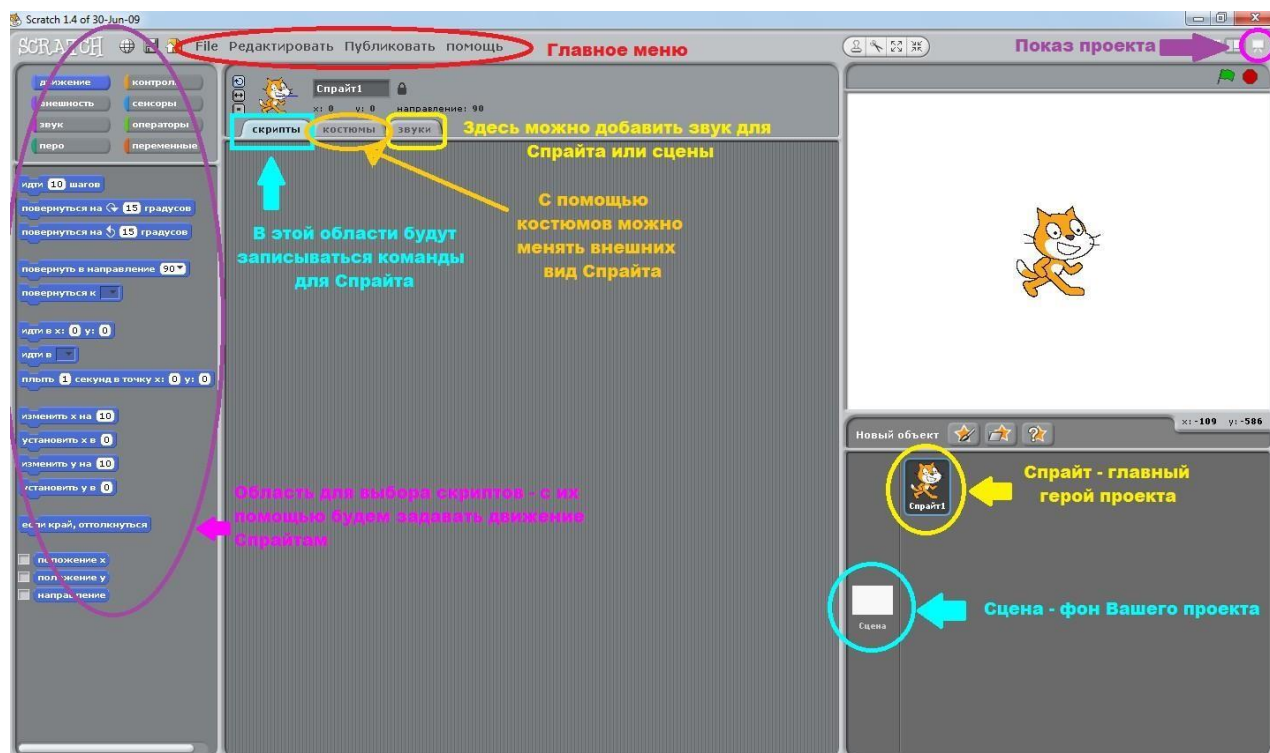 Scratch 1.4 of 30-Jun-09
SCRATCH
File Редактировать Публиковать помощь
Главное меню
Показ проекта
движение
контроль
внешность
сенсоры
звук
операторы
перо
переменные
Спрайт1
x: 0 y: 0 направление: 90
скрипты
костюмы
звуки
Здесь можно добавить звук для
Спрайта или сцены
В этой области будут
записываться команды
для Спрайта
С помощью
костюмов можно
менять внешних
вид Спрайта
идти 10 шагов
повернуться на 15 градусов
повернуться на 15 градусов
повернуть в направление 90
повернуться к
идти в x: 0 y: 0
идти в
плыть 1 секунд в точку x: 0 y: 0
изменить x на 10
установить x в 0
изменить y на 10
установить y в 0
если край, оттолкнуться
положение x
положение y
направление
Область для выбора скриптов - с их
помощью будем задавать движение
Спрайтам
x: -109 y: -586
Новый объект
Спрайт1
Спрайт - главный
герой проекта
Сцена
Сцена - фон Вашего проекта